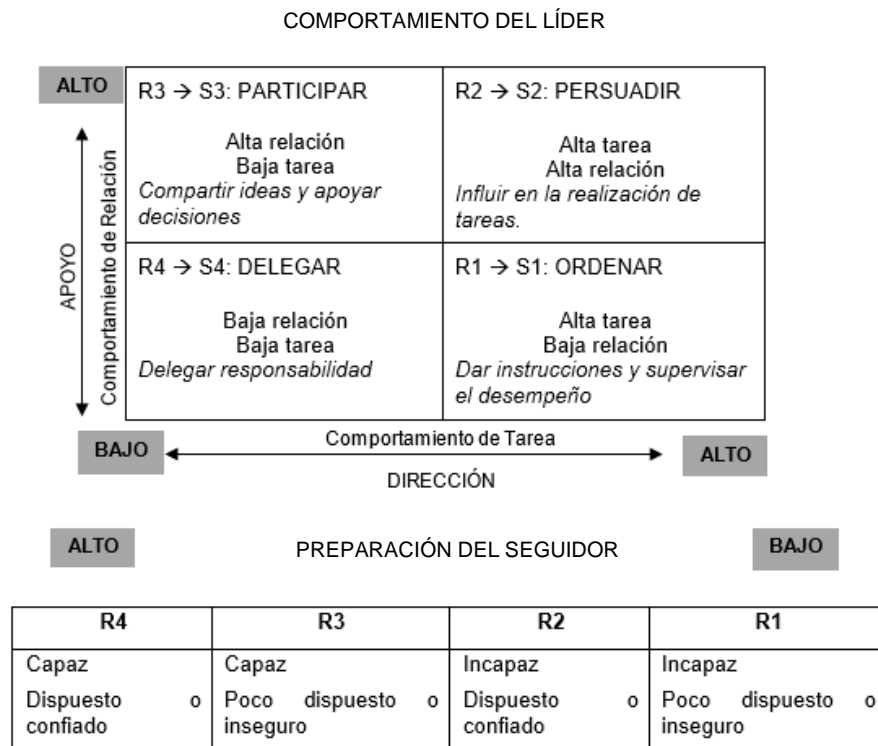 COMPORTAMIENTO DEL LÍDER
ALTO
R3 → S3: PARTICIPAR
Alta relación
Baja tarea
Compartir ideas y apoyar
decisiones
R2 → S2: PERSUADIR
Alta tarea
Alta relación
Influir en la realización de
tareas.
APOYO
Comportamiento de Relación
R4 → S4: DELEGAR
Baja relación
Baja tarea
Delegar responsabilidad
R1 → S1: ORDENAR
Alta tarea
Baja relación
Dar instrucciones y supervisar
el desempeño
BAJO
Comportamiento de Tarea
ALTO
DIRECCIÓN
ALTO
PREPARACIÓN DEL SEGUIDOR
BAJO
R4
R3
R2
R1
Capaz
Dispuesto o
confiado
Capaz
Poco dispuesto o
inseguro
Incapaz
Dispuesto o
confiado
Incapaz
Poco dispuesto o
inseguro